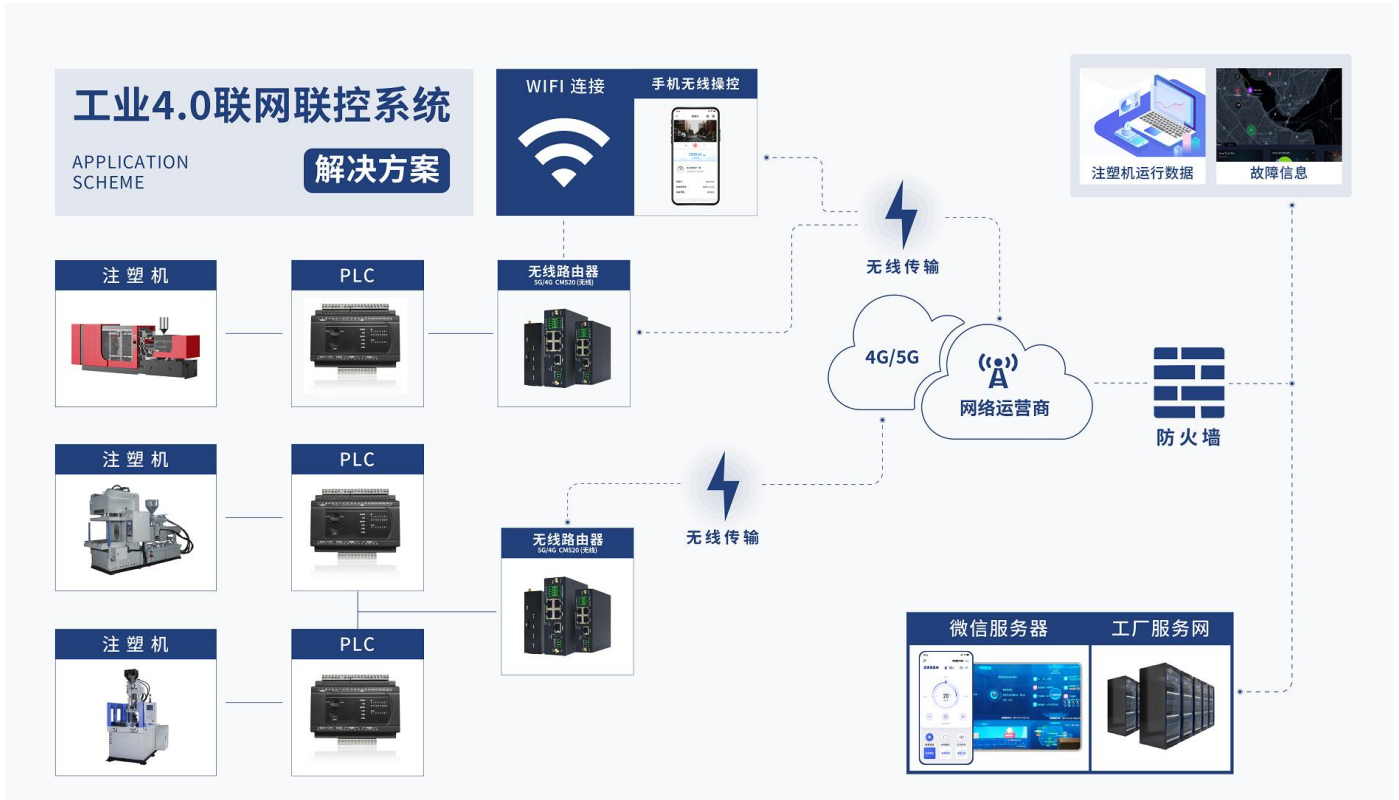 工业4.0联网联控系统
APPLICATION
SCHEME
解决方案
WIFI 连接
手机无线操控
注塑机运行数据
故障信息
无线传输
注塑机
PLC
无线路由器
5G/4G CM520 (无线)
4G/5G
网络运营商
防火墙
注塑机
PLC
无线传输
无线路由器
5G/4G CM520 (无线)
注塑机
PLC
微信服务器
工厂服务网